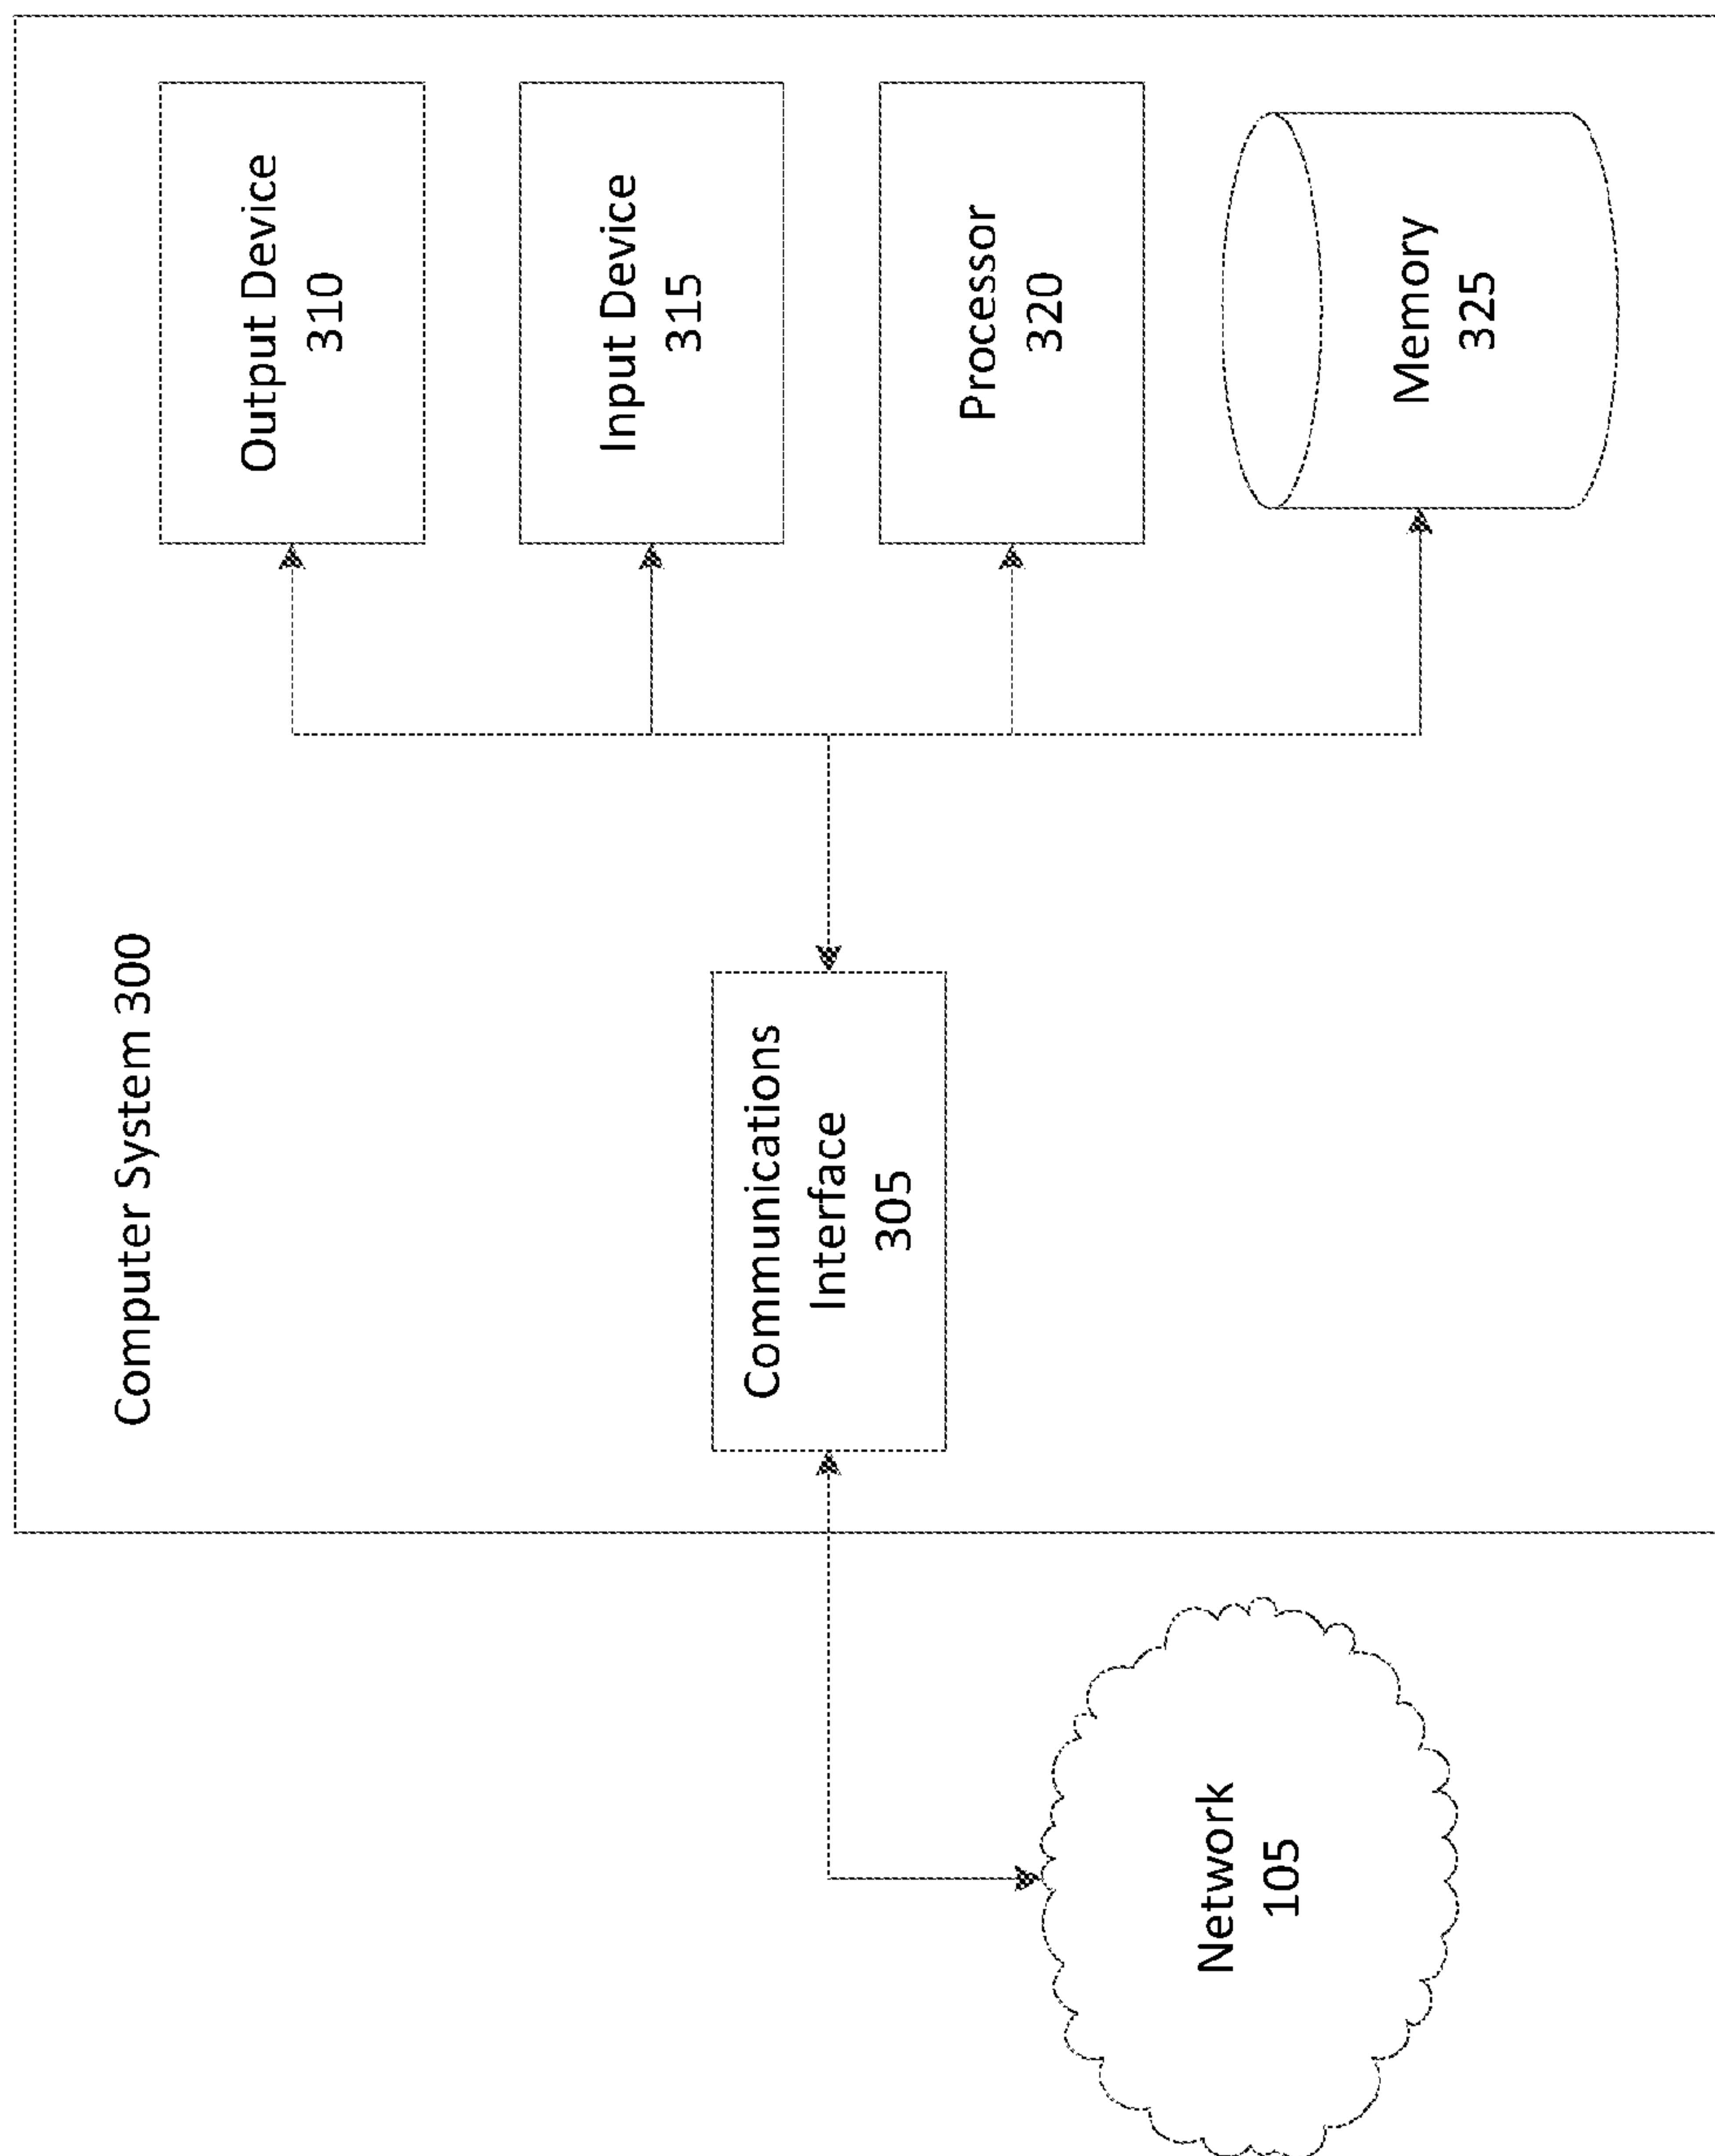 Computer System 300
Output Device
310
Input Device
315
Processor
320
Memory
325
Communications
Interface
305
Network
105